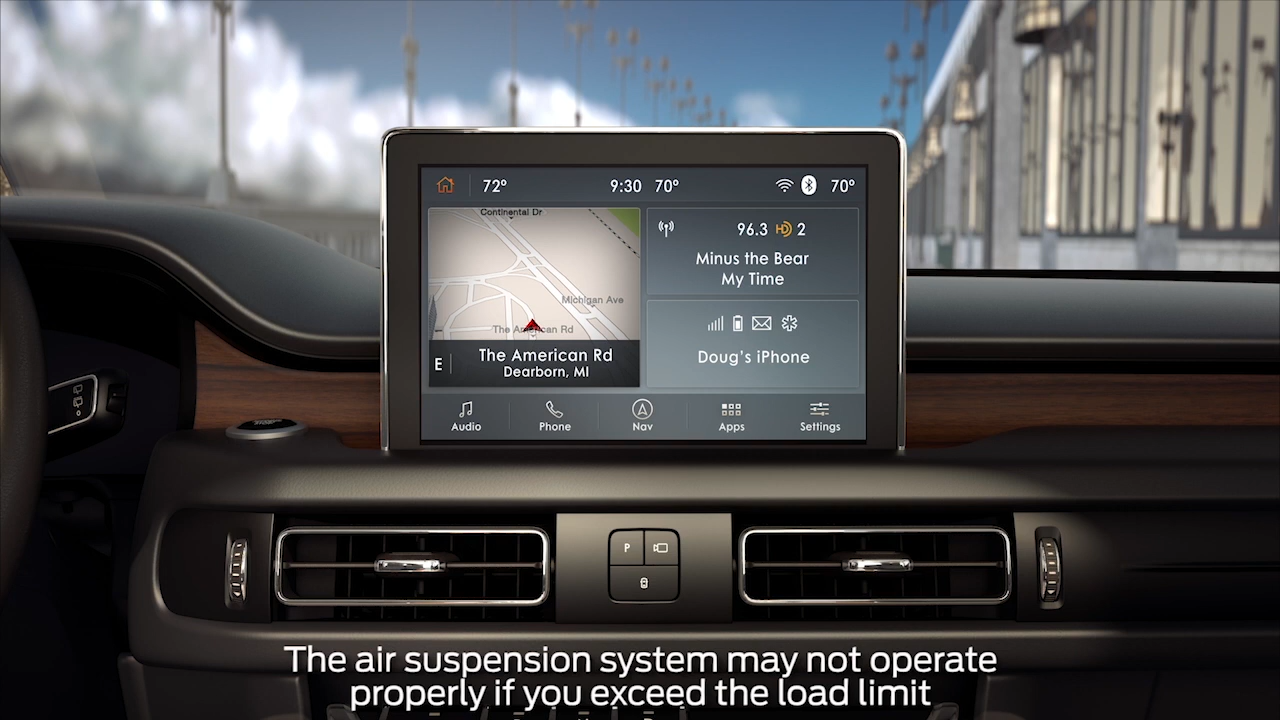 72°
9:30 70°
70°
Continental Dr
Michigan Ave
The American Rd
E
The American Rd
Dearborn, MI
96.3 HD 2
Minus the Bear
My Time
Doug's iPhone
Audio
Phone
Nav
Apps
Settings
P
The air suspension system may not operate
properly if you exceed the load limit